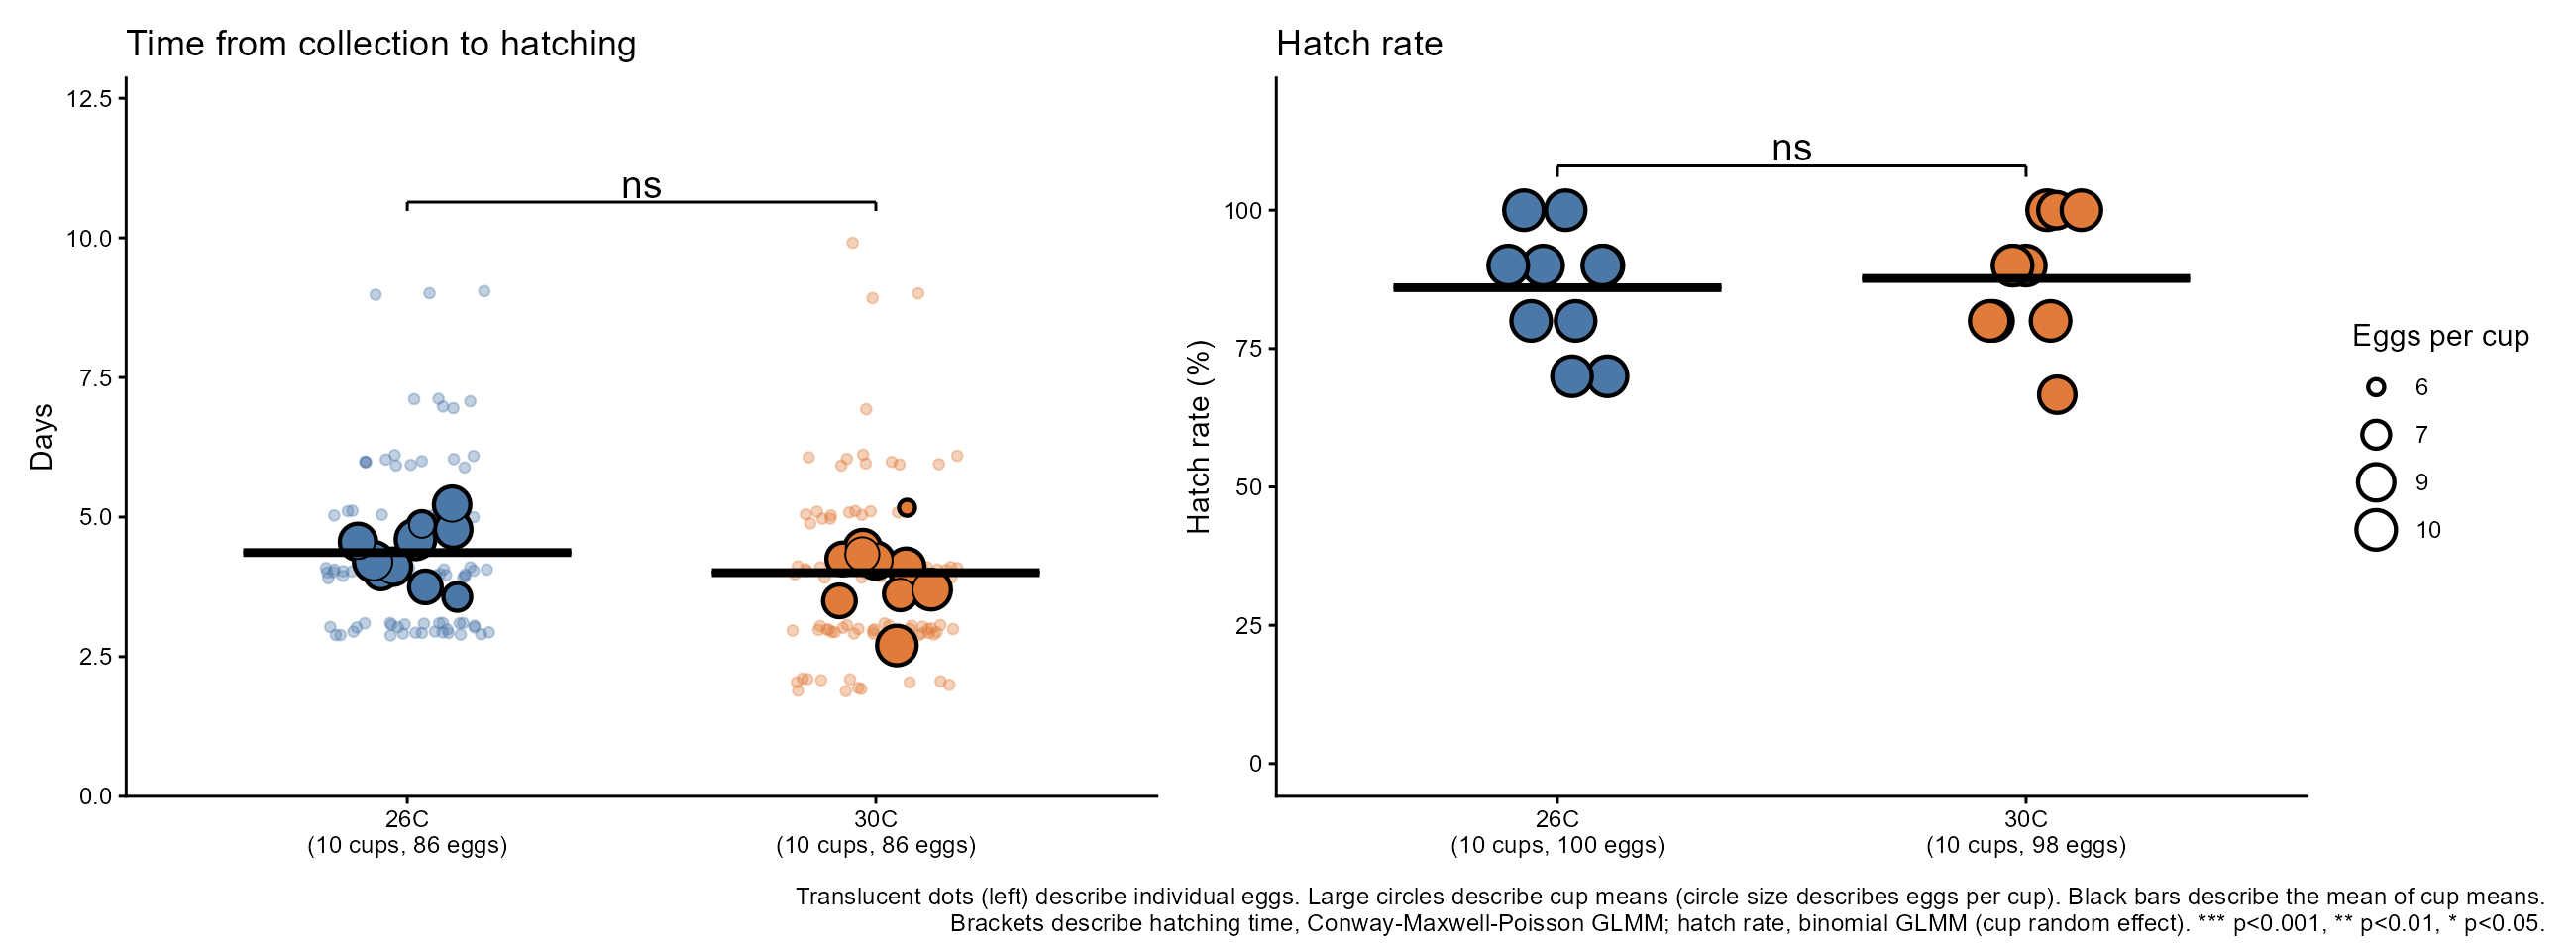 Time from collection to hatching
Days
12.5
10.0
7.5
5.0
2.5
0.0
ns
26C
(10 cups, 86 eggs)
30C
(10 cups, 86 eggs)
Hatch rate
Hatch rate (%)
100
75
50
25
0
ns
26C
(10 cups, 100 eggs)
30C
(10 cups, 98 eggs)
Eggs per cup
6
7
9
10
Translucent dots (left) describe individual eggs. Large circles describe cup means (circle size describes eggs per cup). Black bars describe the mean of cup means.
Brackets describe hatching time, Conway-Maxwell-Poisson GLMM; hatch rate, binomial GLMM (cup random effect). *** p<0.001, ** p<0.01, * p<0.05.